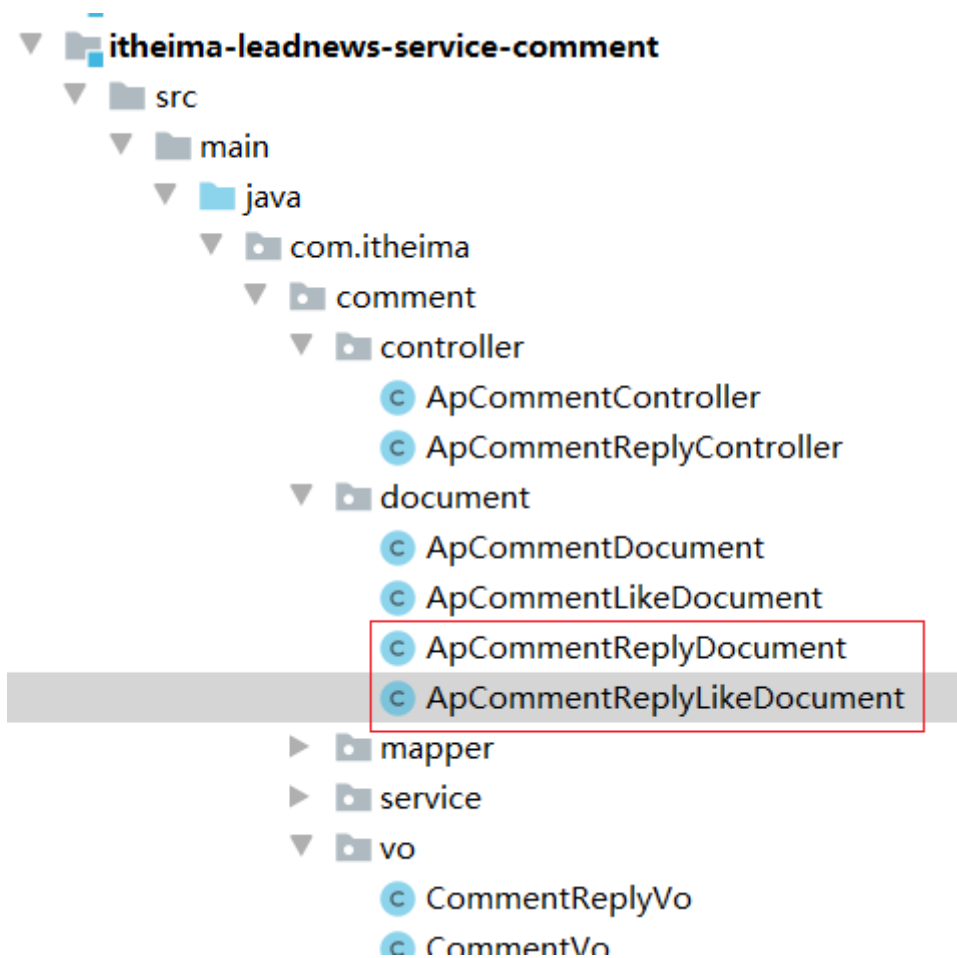 itheima-leadnews-service-comment
src
main
java
com.itheima
comment
controller
ApCommentController
ApCommentReplyController
document
ApCommentDocument
ApCommentLikeDocument
ApCommentReplyDocument
ApCommentReplyLikeDocument
mapper
service
vo
CommentReplyVo
CommentVo